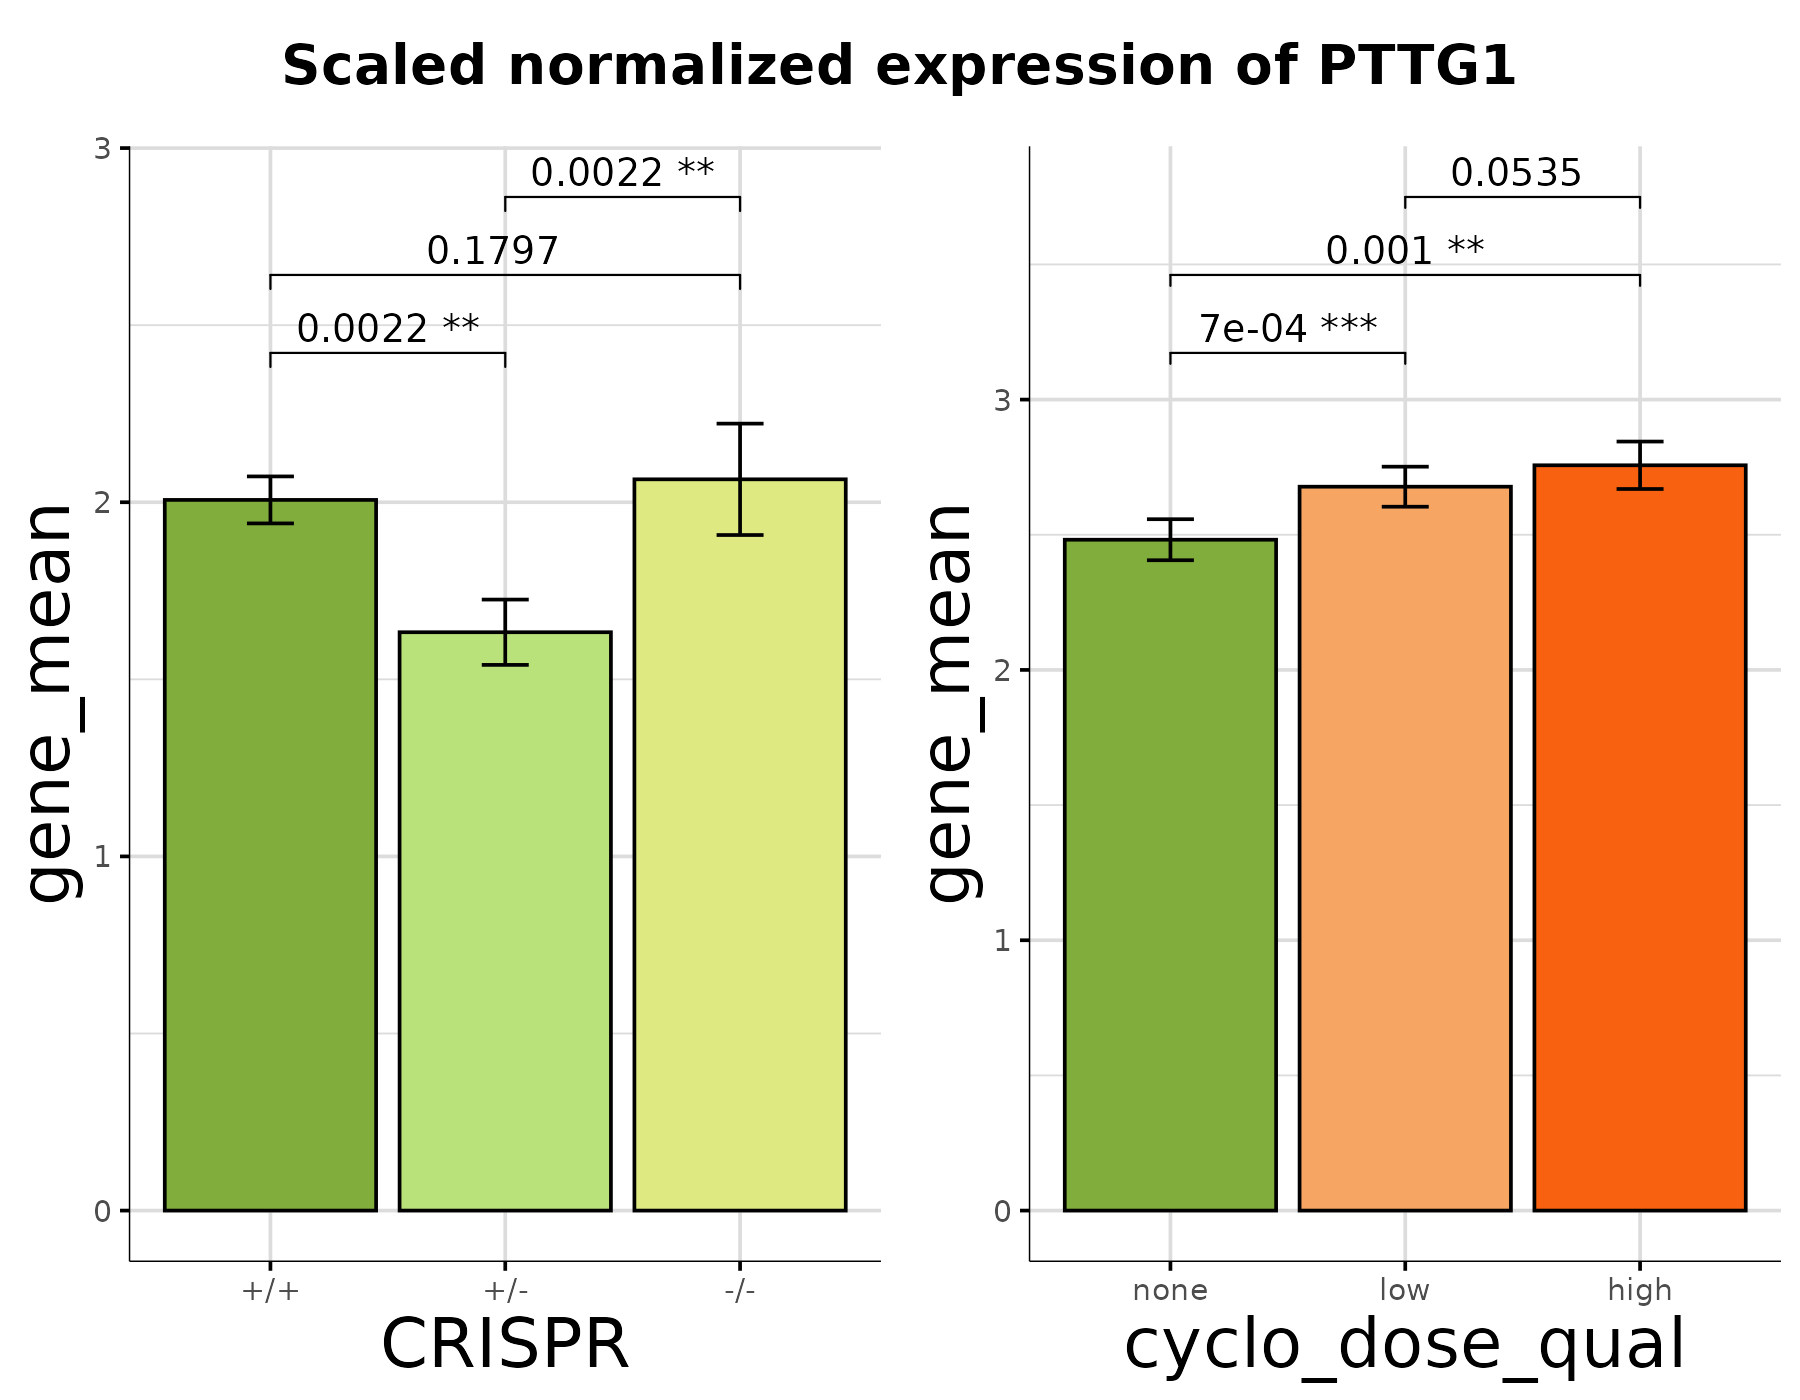 Scaled normalized expression of PTTG1
gene_mean
3
2
1
0
0.0022 **
0.1797
0.0022 **
+/+
+/-
-/-
CRISPR
gene_mean
3
2
1
0
0.0535
0.001 **
7e-04 ***
none
low
high
cyclo_dose_qual